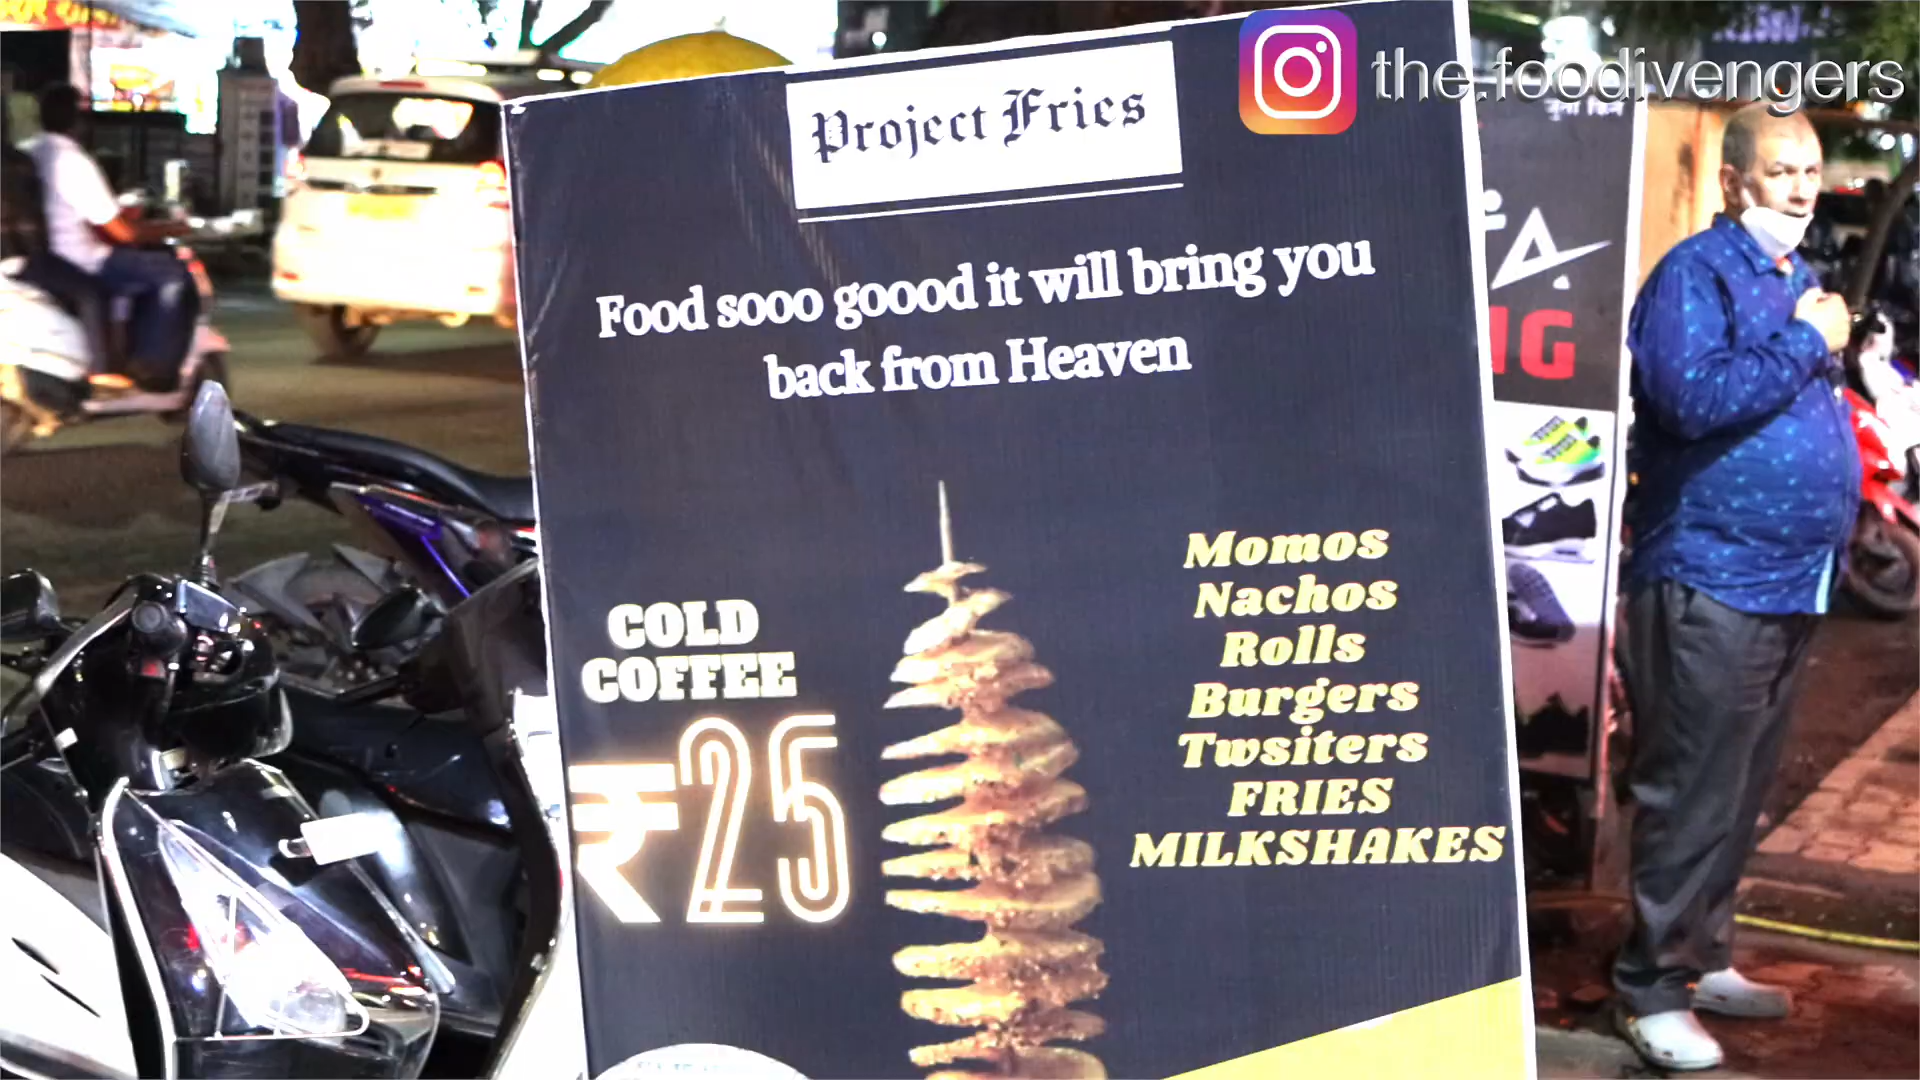 the.foodivengers
Project Fries
Food sooo goood it will bring you
back from Heaven
COLD
COFFEE
₹25
Momos
Nachos
Rolls
Burgers
Twsiters
FRIES
MILKSHAKES